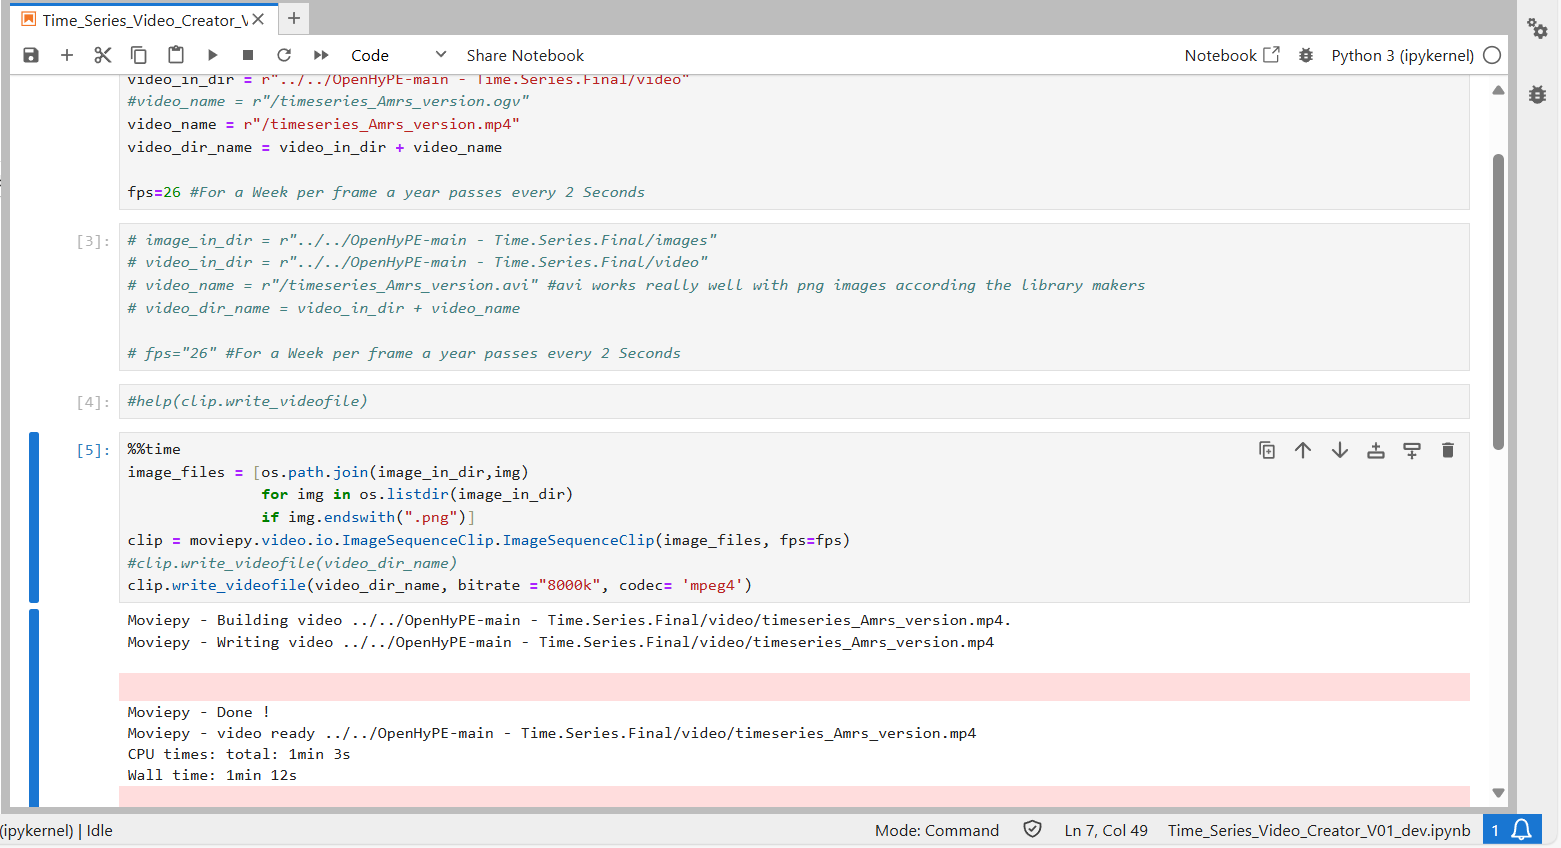 Time_Series_Video_Creator_V
Code
Share Notebook
Notebook
Python 3 (ipykernel)
video_in_dir = r"../../OpenHyPE-main - Time.Series.Final/video"
#video_name = r"/timeseries_Amrs_version.ogv"
video_name = r"/timeseries_Amrs_version.mp4"
video_dir_name = video_in_dir + video_name
fps=26 #For a Week per frame a year passes every 2 Seconds
[3]:
# image_in_dir = r"../../OpenHyPE-main - Time.Series.Final/images"
# video_in_dir = r"../../OpenHyPE-main - Time.Series.Final/video"
# video_name = r"/timeseries_Amrs_version.avi" #avi works really well with png images according the library makers
# video_dir_name = video_in_dir + video_name
# fps="26" #For a Week per frame a year passes every 2 Seconds
[4]:
#help(clip.write_videofile)
[5]:
%%time
image_files = [os.path.join(image_in_dir,img)
for img in os.listdir(image_in_dir)
if img.endswith(".png")]
clip = moviepy.video.io.ImageSequenceClip.ImageSequenceClip(image_files, fps=fps)
#clip.write_videofile(video_dir_name)
clip.write_videofile(video_dir_name, bitrate ="8000k", codec= 'mpeg4')
Moviepy - Building video ../../OpenHyPE-main - Time.Series.Final/video/timeseries_Amrs_version.mp4.
Moviepy - Writing video ../../OpenHyPE-main - Time.Series.Final/video/timeseries_Amrs_version.mp4
Moviepy - Done !
Moviepy - video ready ../../OpenHyPE-main - Time.Series.Final/video/timeseries_Amrs_version.mp4
CPU times: total: 1min 3s
Wall time: 1min 12s
(ipykernel) | Idle
Mode: Command
Ln 7, Col 49
Time_Series_Video_Creator_V01_dev.ipynb
1